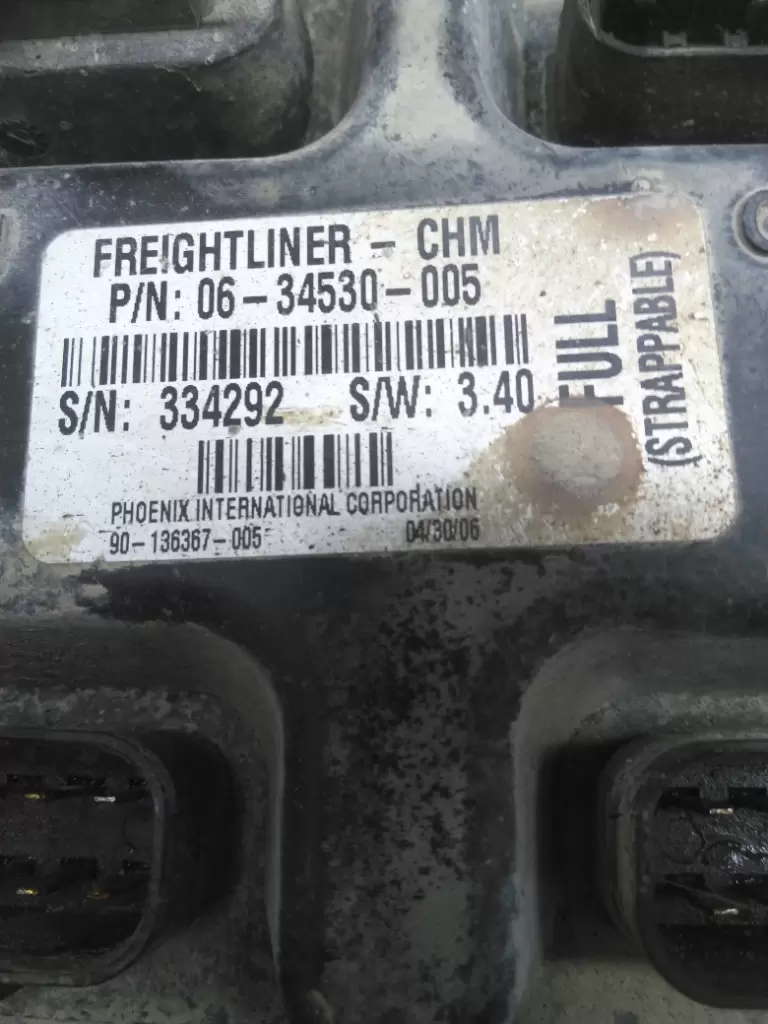 FREIGHTLINER - CHM
P/N: 06-34530-005
S/N: 334292 S/W: 3.40
PHOENIX INTERNATIONAL CORPORATION
90-136367-005 04/30/06
FULL
(STRAPPABLE)